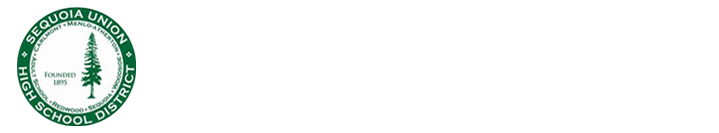 SEQUOIA UNION
CARLMONT • MENLO-ATHERTON
FOUNDED
1895
ADULT SCHOOL • REDWOOD • SEQUOIA • WOODSIDE
HIGH SCHOOL DISTRICT